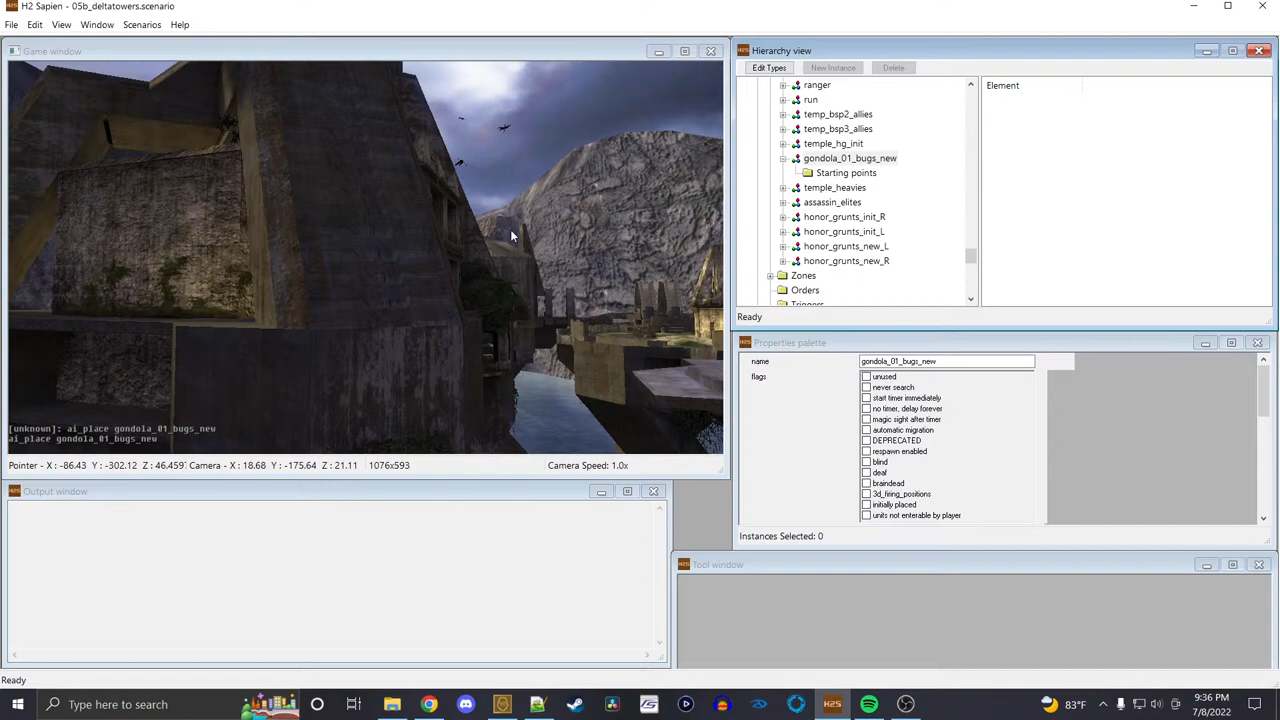 H2 Sapien - 05b_deltatowers.scenario
File Edit View Window Scenarios Help
Game window
[unknown]: ai_place gondola_01_bugs_new
ai_place gondola_01_bugs_new
Pointer - X : -86.43 Y : -302.12 Z : 46.459 Camera - X : 18.68 Y : -175.64 Z : 21.11 1076x593 Camera Speed: 1.0x
Hierarchy view
Edit Types New Instance Delete
ranger
run
temp_bsp2_allies
temp_bsp3_allies
temple_hg_init
gondola_01_bugs_new
Starting points
temple_heavies
assassin_elites
honor_grunts_init_R
honor_grunts_init_L
honor_grunts_new_L
honor_grunts_new_R
Zones
Orders
Triggers
Element
Ready
Properties palette
name gondola_01_bugs_new
flags unused
never search
start timer immediately
no timer, delay forever
magic sight after timer
automatic migration
DEPRECATED
respawn enabled
blind
deaf
braindead
3d_firing_positions
initially placed
units not enterable by player
Instances Selected: 0
Output window
Tool window
Ready
Type here to search
83°F
9:36 PM
7/8/2022